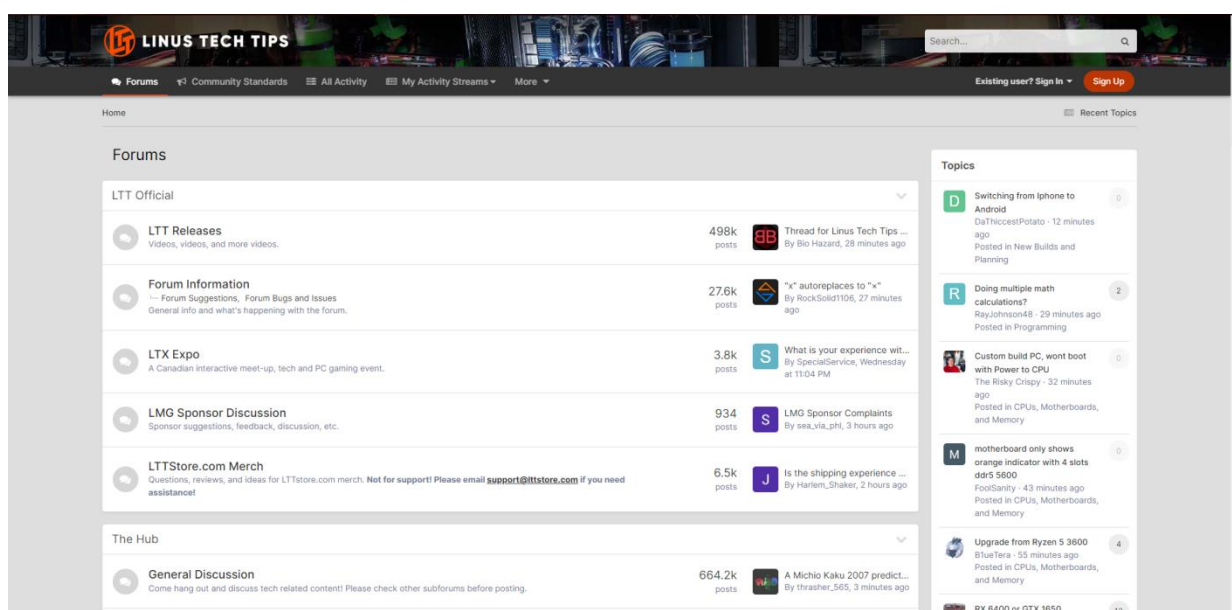 LINUS TECH TIPS
Search...
Forums
Community Standards
All Activity
My Activity Streams
More
Existing user? Sign In
Sign Up
Home
Recent Topics
Forums
LTT Official
LTT Releases
Videos, videos, and more videos.
498k
posts
Thread for Linus Tech Tips ...
By Bio Hazard, 28 minutes ago
Forum Information
Forum Suggestions, Forum Bugs and Issues
General info and what's happening with the forum.
27.6k
posts
"x" autoreplaces to "×"
By RockSolid1106, 27 minutes
ago
LTX Expo
A Canadian interactive meet-up, tech and PC gaming event.
3.8k
posts
S
What is your experience wit...
By SpecialService, Wednesday
at 11:04 PM
LMG Sponsor Discussion
Sponsor suggestions, feedback, discussion, etc.
934
posts
S
LMG Sponsor Complaints
By sea_via_phl, 3 hours ago
LTTStore.com Merch
Questions, reviews, and ideas for LTTstore.com merch. Not for support! Please email support@lttstore.com if you need
assistance!
6.5k
posts
J
Is the shipping experience ...
By Harlem_Shaker, 2 hours ago
The Hub
General Discussion
Come hang out and discuss tech related content! Please check other subforums before posting.
664.2k
posts
A Michio Kaku 2007 predict...
By thrasher_565, 3 minutes ago
Topics
D
Switching from Iphone to
Android
0
DaThiccestPotato · 12 minutes
ago
Posted in New Builds and
Planning
R
Doing multiple math
calculations?
2
RayJohnson48 · 29 minutes ago
Posted in Programming
Custom build PC, wont boot
with Power to CPU
0
The Risky Crispy · 32 minutes
ago
Posted in CPUs, Motherboards,
and Memory
M
motherboard only shows
orange indicator with 4 slots
ddr5 5600
0
FoolSanity · 43 minutes ago
Posted in CPUs, Motherboards,
and Memory
Upgrade from Ryzen 5 3600
4
B1ueTera · 55 minutes ago
Posted in CPUs, Motherboards,
and Memory
RX 6400 or GTX 1650